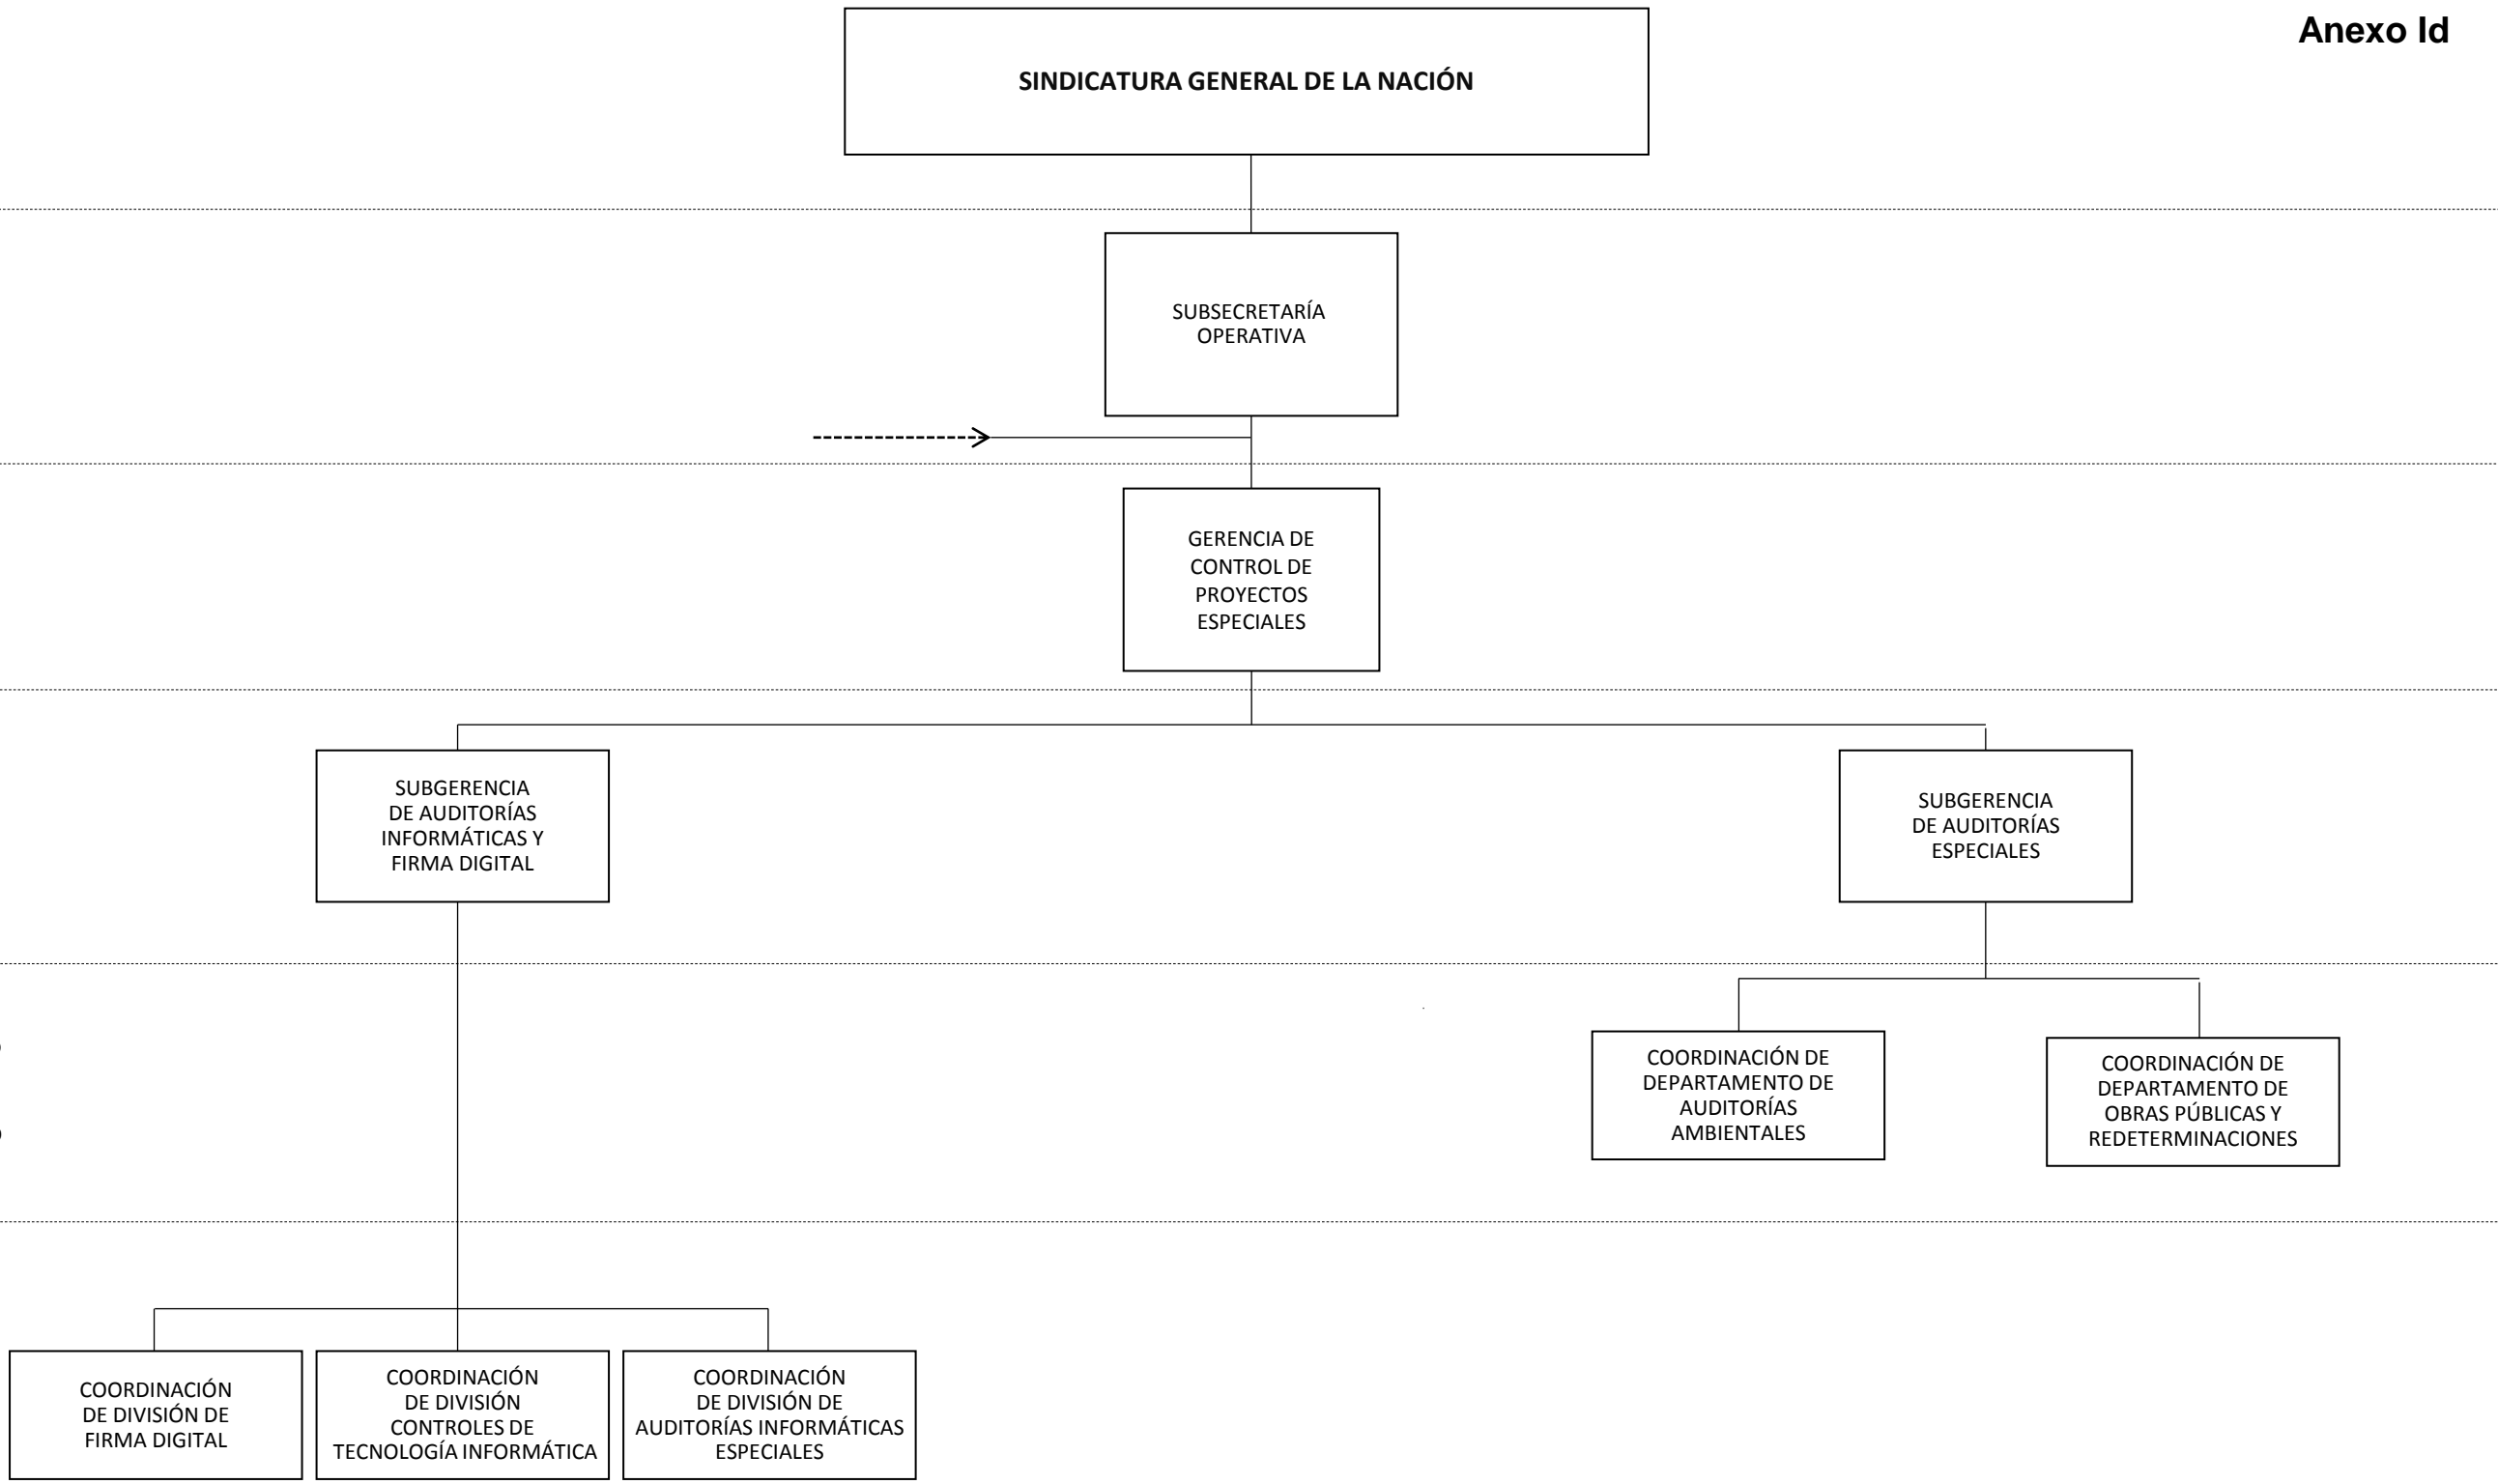 Anexo Id
SINDICATURA GENERAL DE LA NACIÓN
SUBSECRETARÍA
OPERATIVA
GERENCIA DE
CONTROL DE
PROYECTOS
ESPECIALES
SUBGERENCIA
DE AUDITORÍAS
INFORMÁTICAS Y
FIRMA DIGITAL
SUBGERENCIA
DE AUDITORÍAS
ESPECIALES
COORDINACIÓN DE
DEPARTAMENTO DE
AUDITORÍAS
AMBIENTALES
COORDINACIÓN DE
DEPARTAMENTO DE
OBRAS PÚBLICAS Y
REDETERMINACIONES
COORDINACIÓN
DE DIVISIÓN DE
FIRMA DIGITAL
COORDINACIÓN
DE DIVISIÓN
CONTROLES DE
TECNOLOGÍA INFORMÁTICA
COORDINACIÓN
DE DIVISIÓN DE
AUDITORÍAS INFORMÁTICAS
ESPECIALES